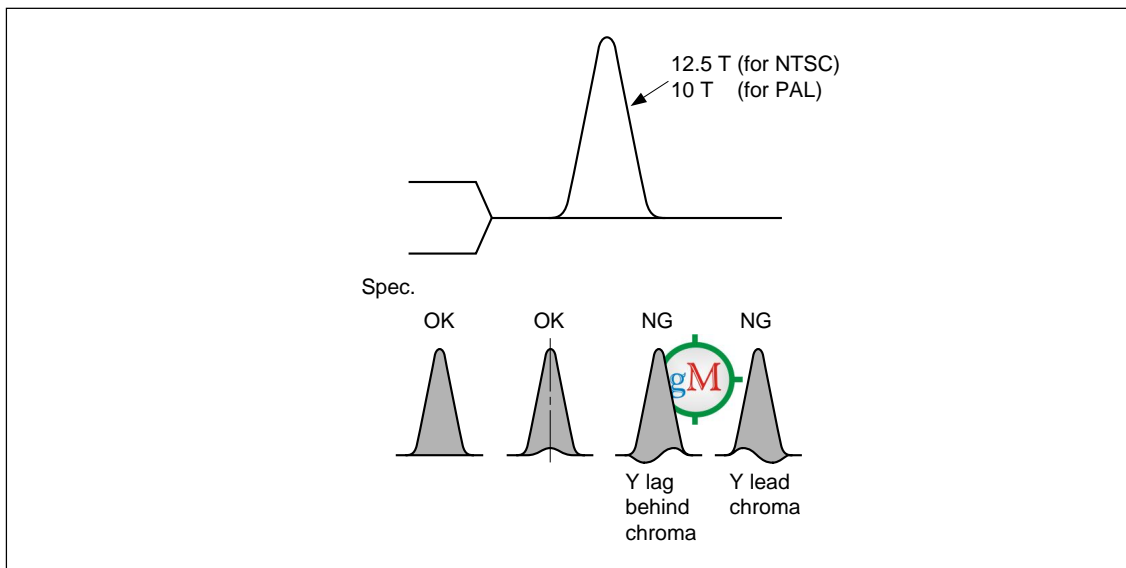 12.5 T (for NTSC)
10 T (for PAL)
Spec.
OK OK NG NG
gM
Y lag
behind
chroma
Y lead
chroma